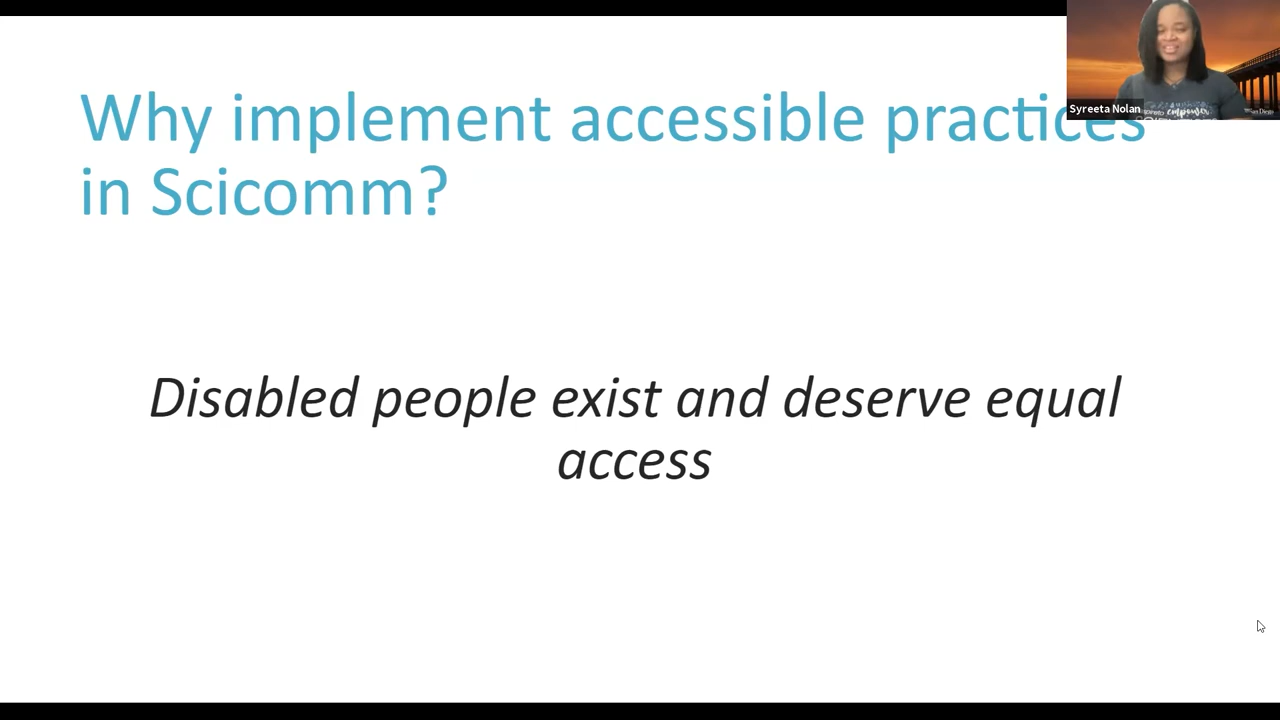 Why implement accessible practices
in Scicomm?
Syreeta Nolan
Disabled people exist and deserve equal
access